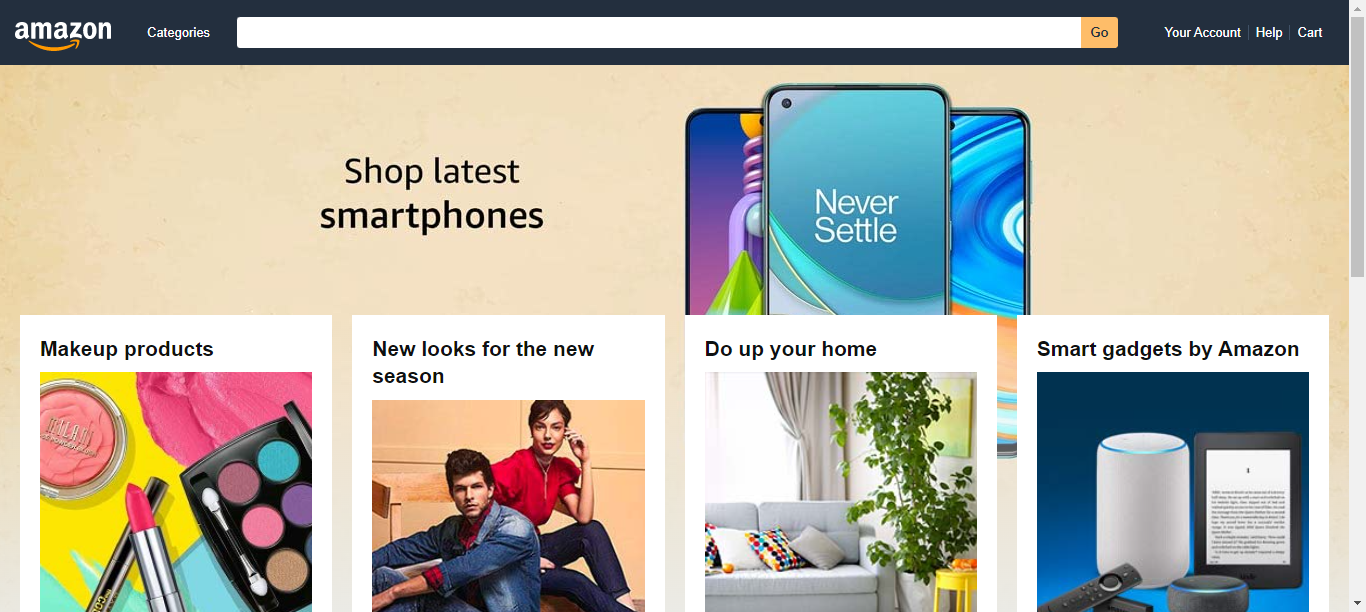 amazon
Categories
Go
Your Account
Help
Cart
Shop latest
smartphones
Never
Settle
Makeup products
New looks for the new
season
Do up your home
Smart gadgets by Amazon
MILANI